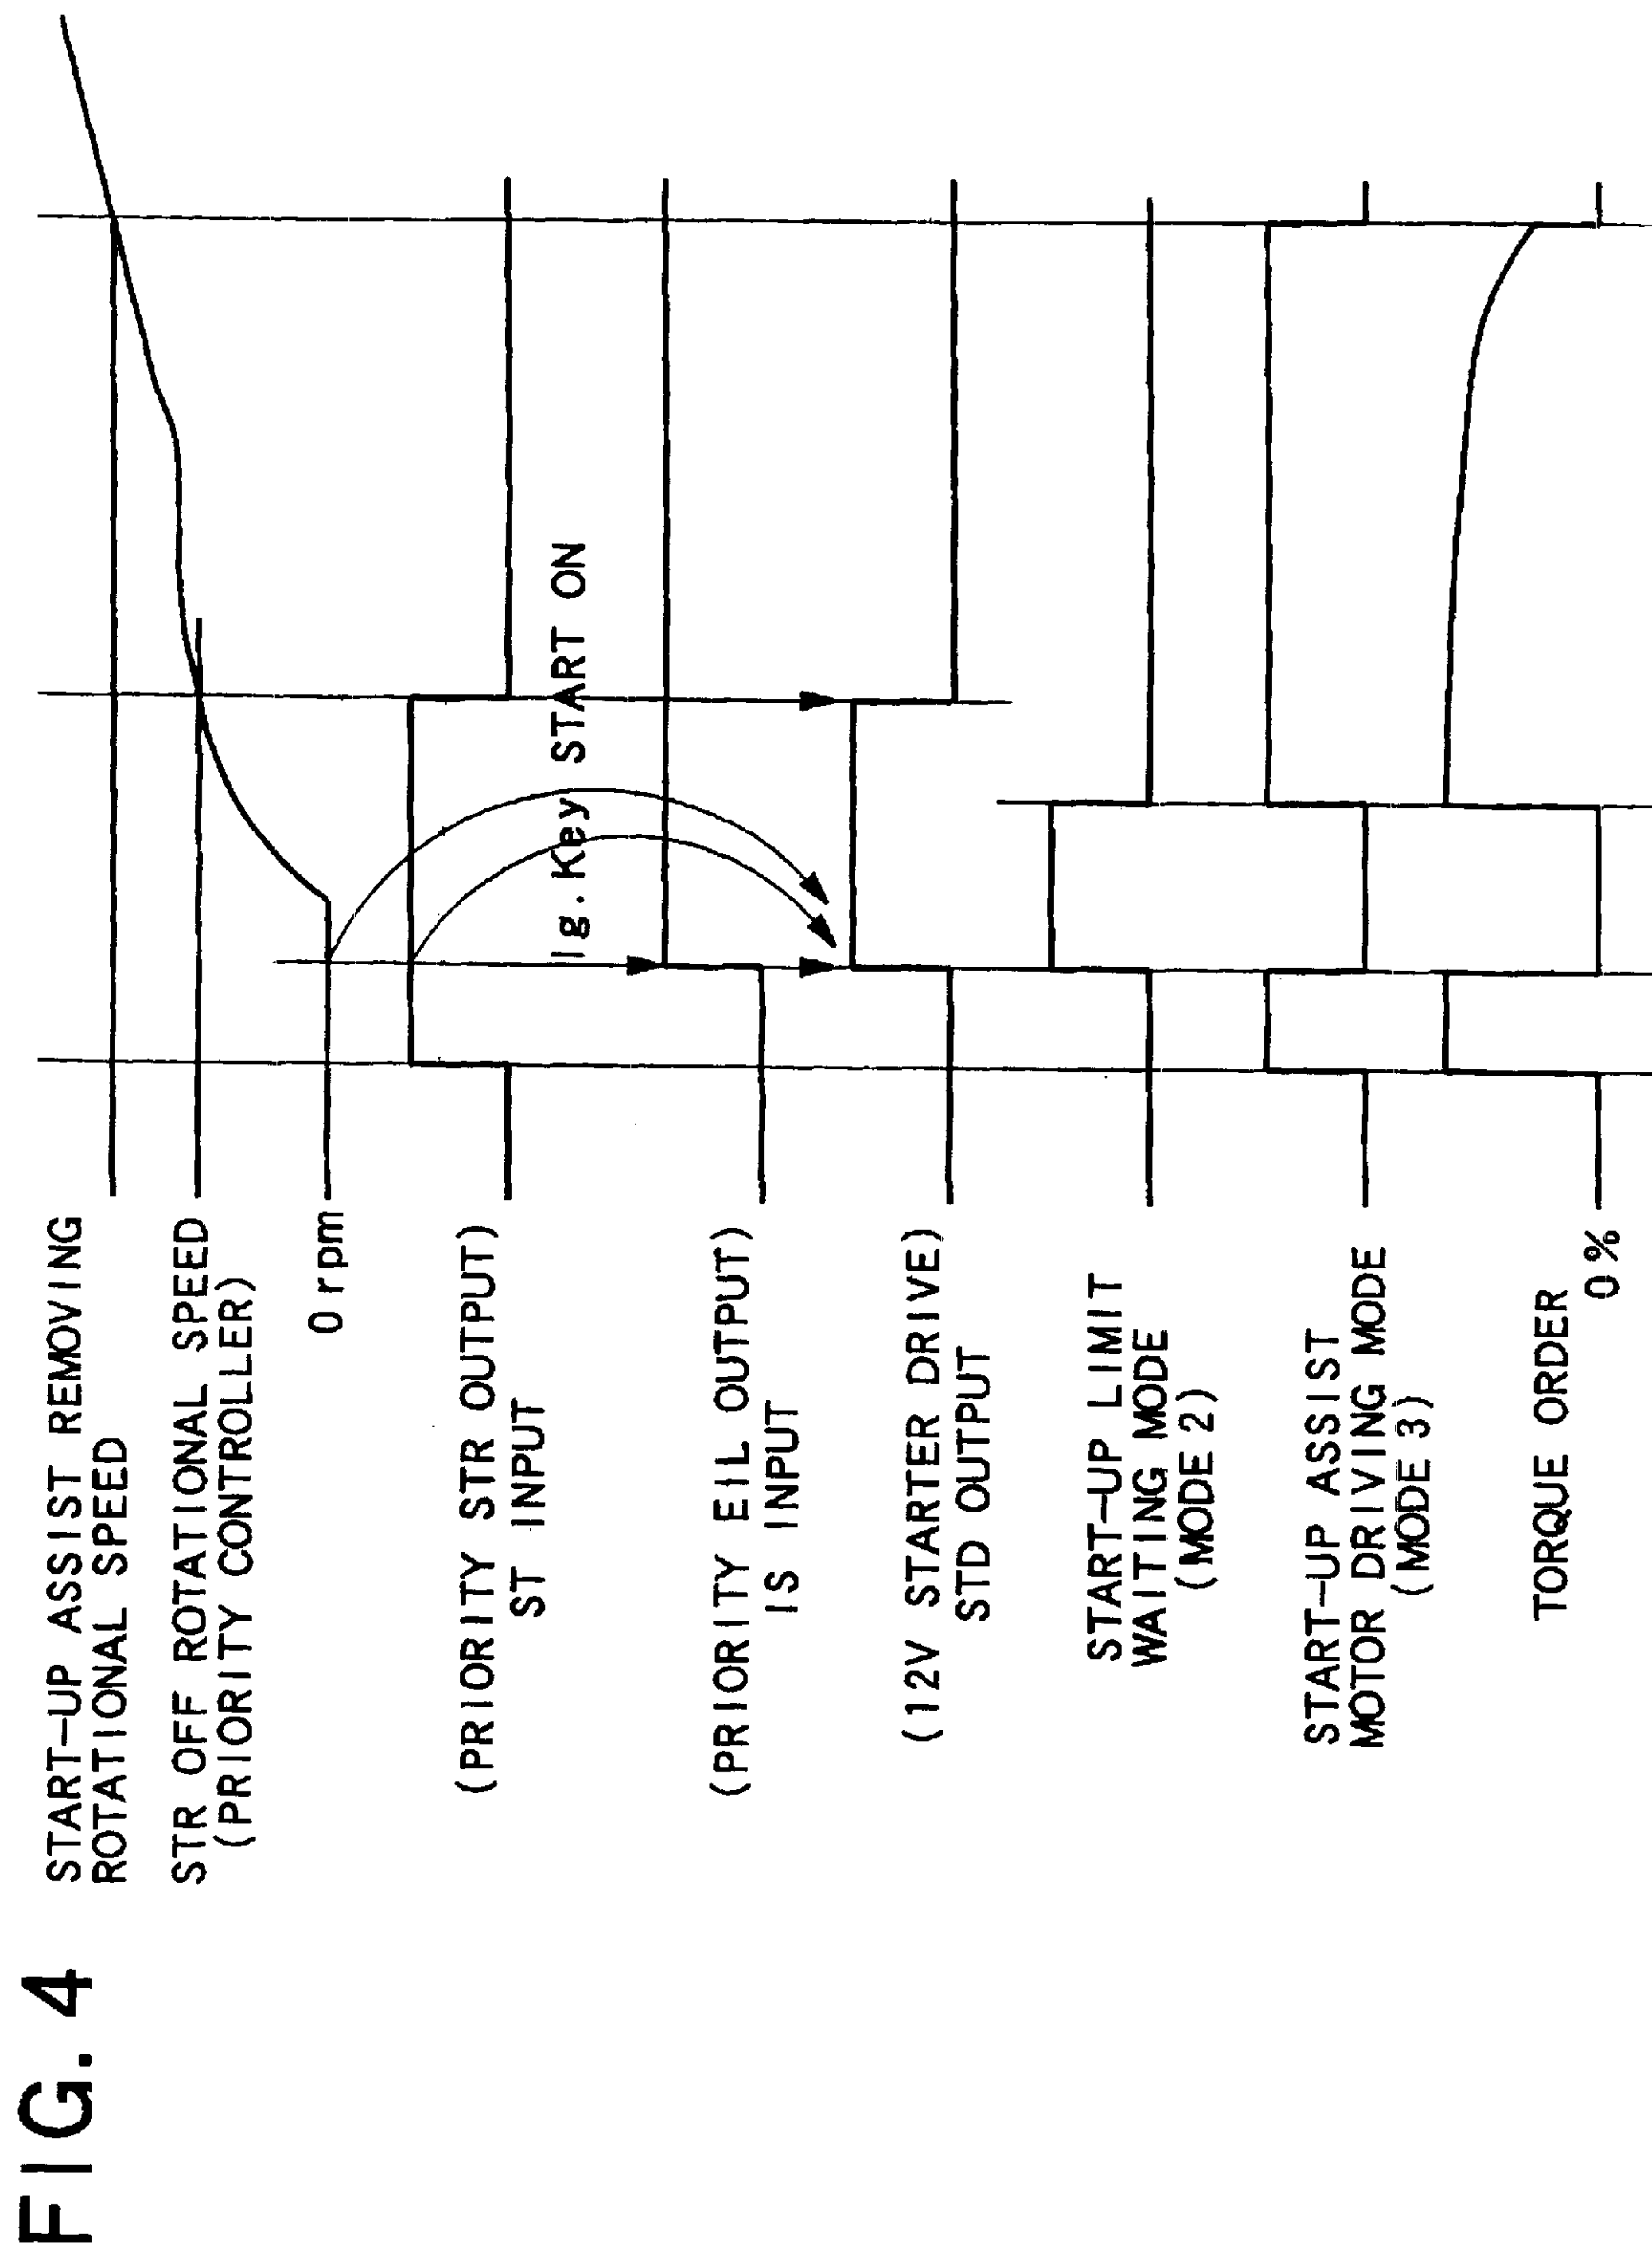 FIG. 4
START-UP ASSIST REMOVING
ROTATIONAL SPEED
STR OFF ROTATIONAL SPEED
(PRIORITY CONTROLLER)
0 rpm
(PRIORITY STR OUTPUT)
ST INPUT
Ig. Key START ON
(PRIORITY EIL OUTPUT)
IS INPUT
(12V STARTER DRIVE)
STD OUTPUT
START-UP LIMIT
WAITING MODE
(MODE 2)
START-UP ASSIST
MOTOR DRIVING MODE
(MODE 3)
TORQUE ORDER
0%